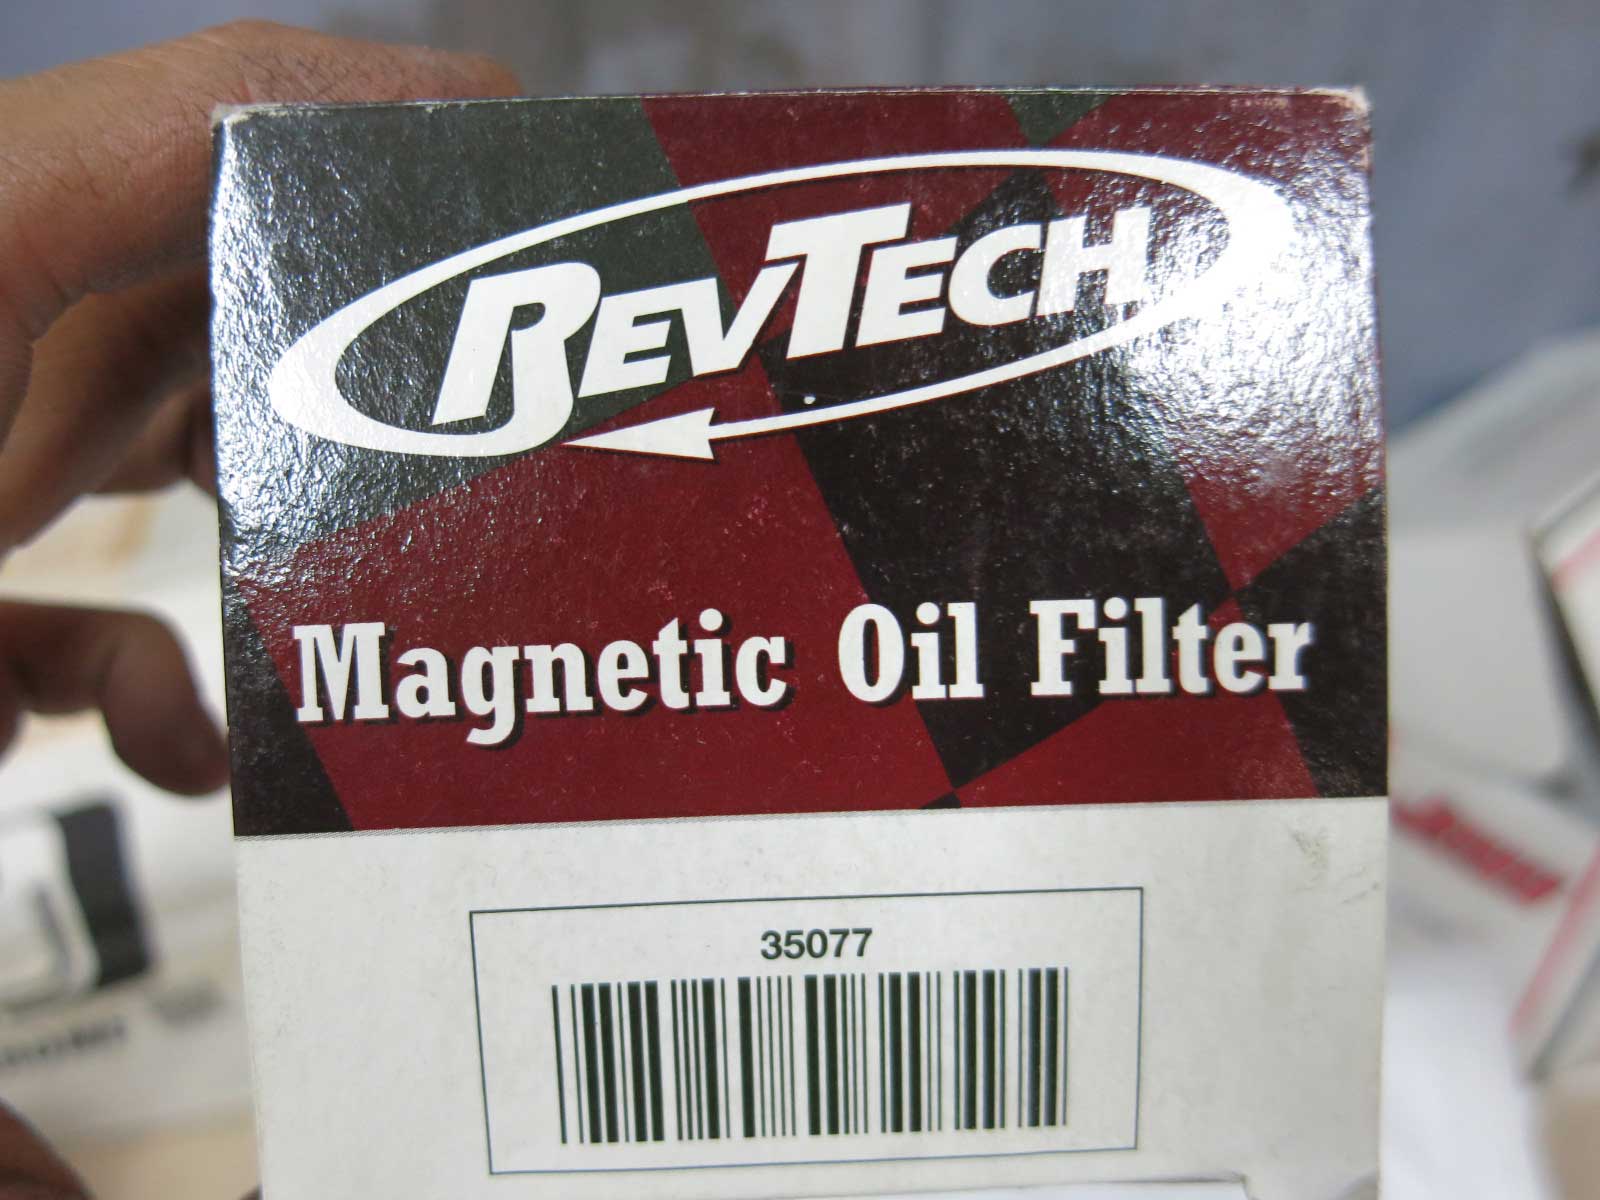 REVTECH
Magnetic Oil Filter
35077